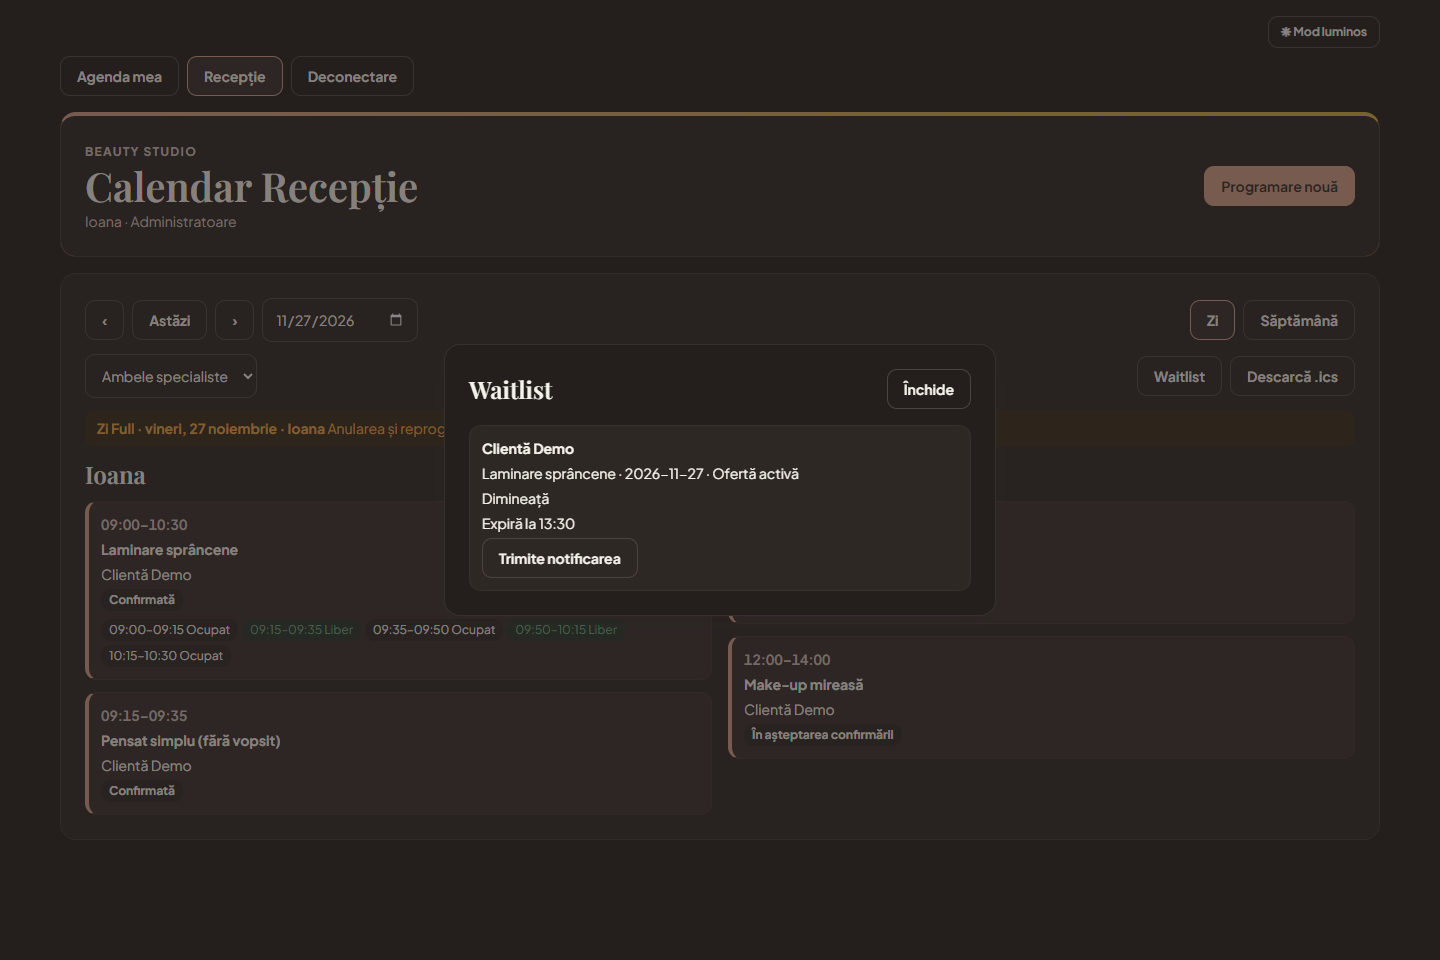 ❋ Mod luminos
Agenda mea
Recepție
Deconectare
BEAUTY STUDIO
Calendar Recepție
Ioana · Administratoare
Programare nouă
‹
Astăzi
›
11/27/2026
Zi
Săptămână
Ambele specialiste
Waitlist
Descarcă .ics
Zi Full · vineri, 27 noiembrie · Ioana Anularea și reprog
Waitlist
Închide
Clientă Demo
Laminare sprâncene · 2026-11-27 · Ofertă activă
Dimineață
Expiră la 13:30
Trimite notificarea
Ioana
09:00–10:30
Laminare sprâncene
Clientă Demo
Confirmată
09:00–09:15 Ocupat
09:15–09:35 Liber
09:35–09:50 Ocupat
09:50–10:15 Liber
10:15–10:30 Ocupat
09:15–09:35
Pensat simplu (fără vopsit)
Clientă Demo
Confirmată
12:00–14:00
Make-up mireasă
Clientă Demo
În așteptarea confirmării